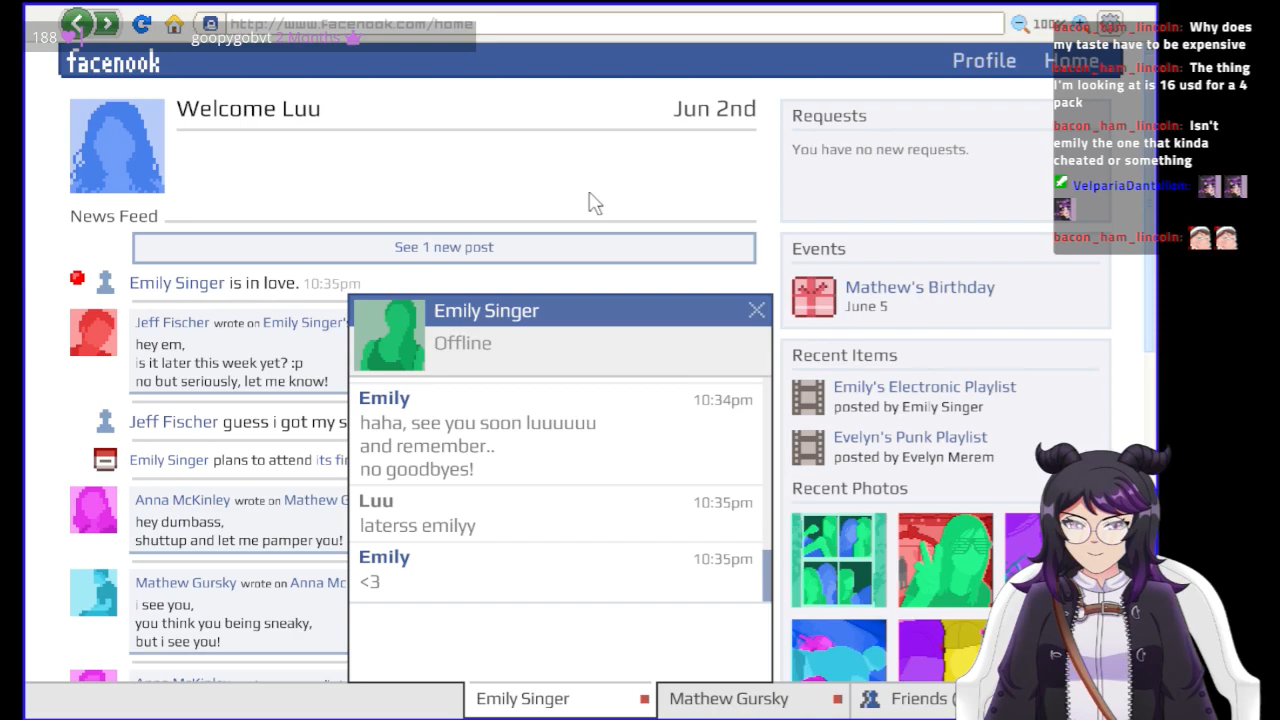 http://www.facenook.com/home
100%
188
goopygobvt 2 Months
facenook
Profile
Home
Welcome Luu
Jun 2nd
News Feed
See 1 new post
Emily Singer is in love. 10:35pm
Jeff Fischer wrote on Emily Singer's
hey em,
is it later this week yet? :p
no but seriously, let me know!
Jeff Fischer guess i got my s
Emily Singer plans to attend its fi
Anna McKinley wrote on Mathew G
hey dumbass,
shuttup and let me pamper you!
Mathew Gursky wrote on Anna Mc
i see you,
you think you being sneaky,
but i see you!
Emily Singer
Offline
Emily 10:34pm
haha, see you soon luuuuuu
and remember..
no goodbyes!
Luu 10:35pm
laterss emilyy
Emily 10:35pm
<3
Emily Singer
Mathew Gursky
Friends (
Requests
You have no new requests.
Events
Mathew's Birthday
June 5
Recent Items
Emily's Electronic Playlist
posted by Emily Singer
Evelyn's Punk Playlist
posted by Evelyn Merem
Recent Photos
bacon_ham_lincoln: Why does
my taste have to be expensive
bacon_ham_lincoln: The thing
I'm looking at is 16 usd for a 4
pack
bacon_ham_lincoln: Isn't
emily the one that kinda
cheated or something
VelpariaDantalion:
bacon_ham_lincoln: